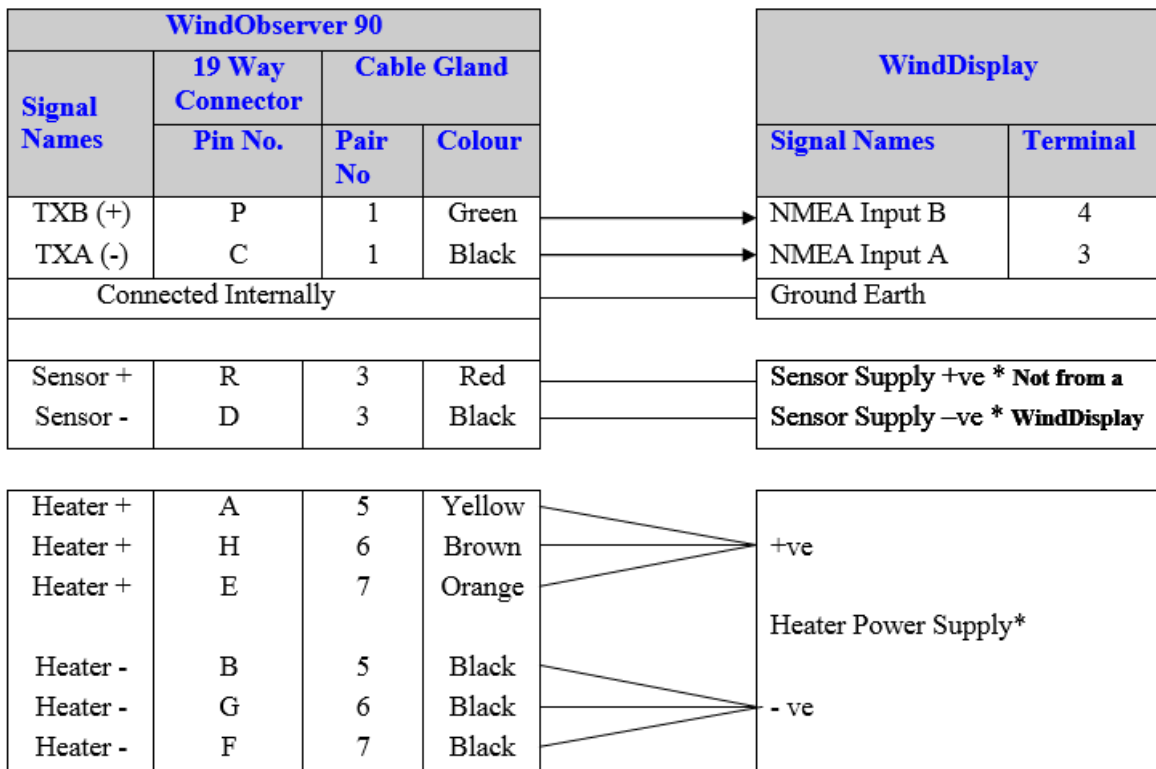 WindObserver 90
WindDisplay
Signal Names
19 Way Connector
Cable Gland
Pin No.
Pair No
Colour
Signal Names
Terminal
TXB (+) P 1 Green NMEA Input B 4
TXA (-) C 1 Black NMEA Input A 3
Connected Internally Ground Earth
Sensor + R 3 Red Sensor Supply +ve * Not from a
Sensor - D 3 Black Sensor Supply –ve * WindDisplay
Heater + A 5 Yellow
Heater + H 6 Brown +ve
Heater + E 7 Orange
Heater Power Supply*
Heater - B 5 Black
Heater - G 6 Black - ve
Heater - F 7 Black